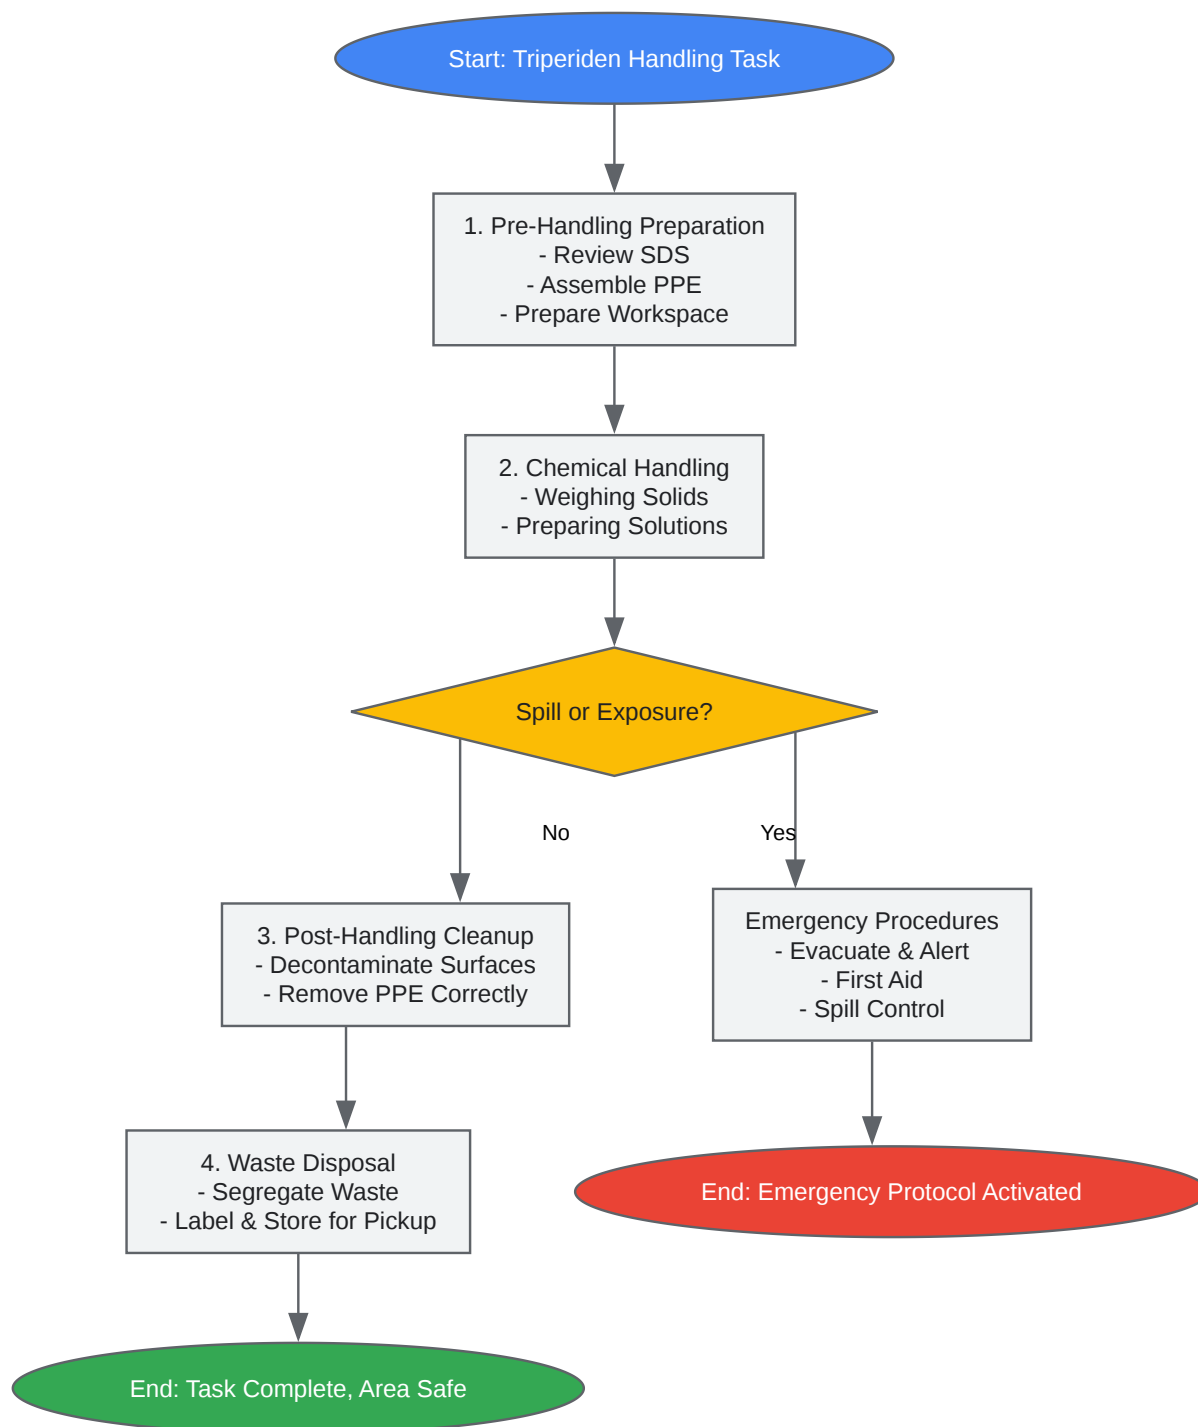 Start: Triperiden Handling Task
1. Pre-Handling Preparation
- Review SDS
- Assemble PPE
- Prepare Workspace
2. Chemical Handling
- Weighing Solids
- Preparing Solutions
Spill or Exposure?
No
Yes
3. Post-Handling Cleanup
- Decontaminate Surfaces
- Remove PPE Correctly
Emergency Procedures
- Evacuate & Alert
- First Aid
- Spill Control
4. Waste Disposal
- Segregate Waste
- Label & Store for Pickup
End: Emergency Protocol Activated
End: Task Complete, Area Safe